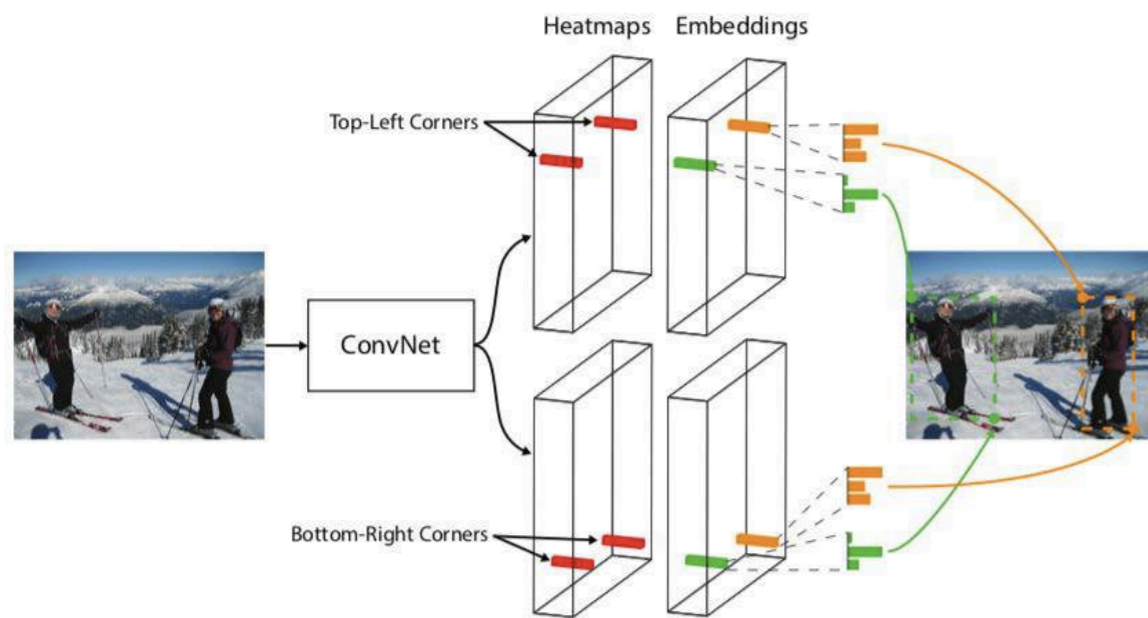 Heatmaps Embeddings
Top-Left Corners
ConvNet
Bottom-Right Corners